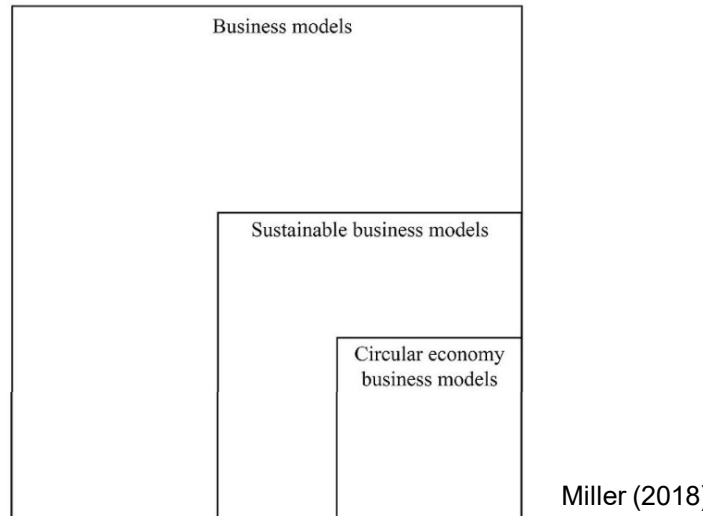 Business models
Sustainable business models
Circular economy
business models
Miller (2018)